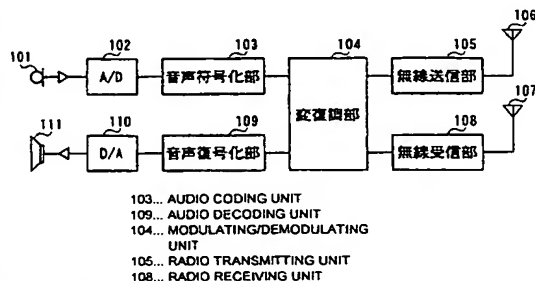 101
102
103
104
105
106
A/D
音声符号化部
変復調部
無線送信部
107
111
110
109
108
D/A
音声復号化部
無線受信部
103... AUDIO CODING UNIT
109... AUDIO DECODING UNIT
104... MODULATING/DEMODULATING
UNIT
105... RADIO TRANSMITTING UNIT
108... RADIO RECEIVING UNIT